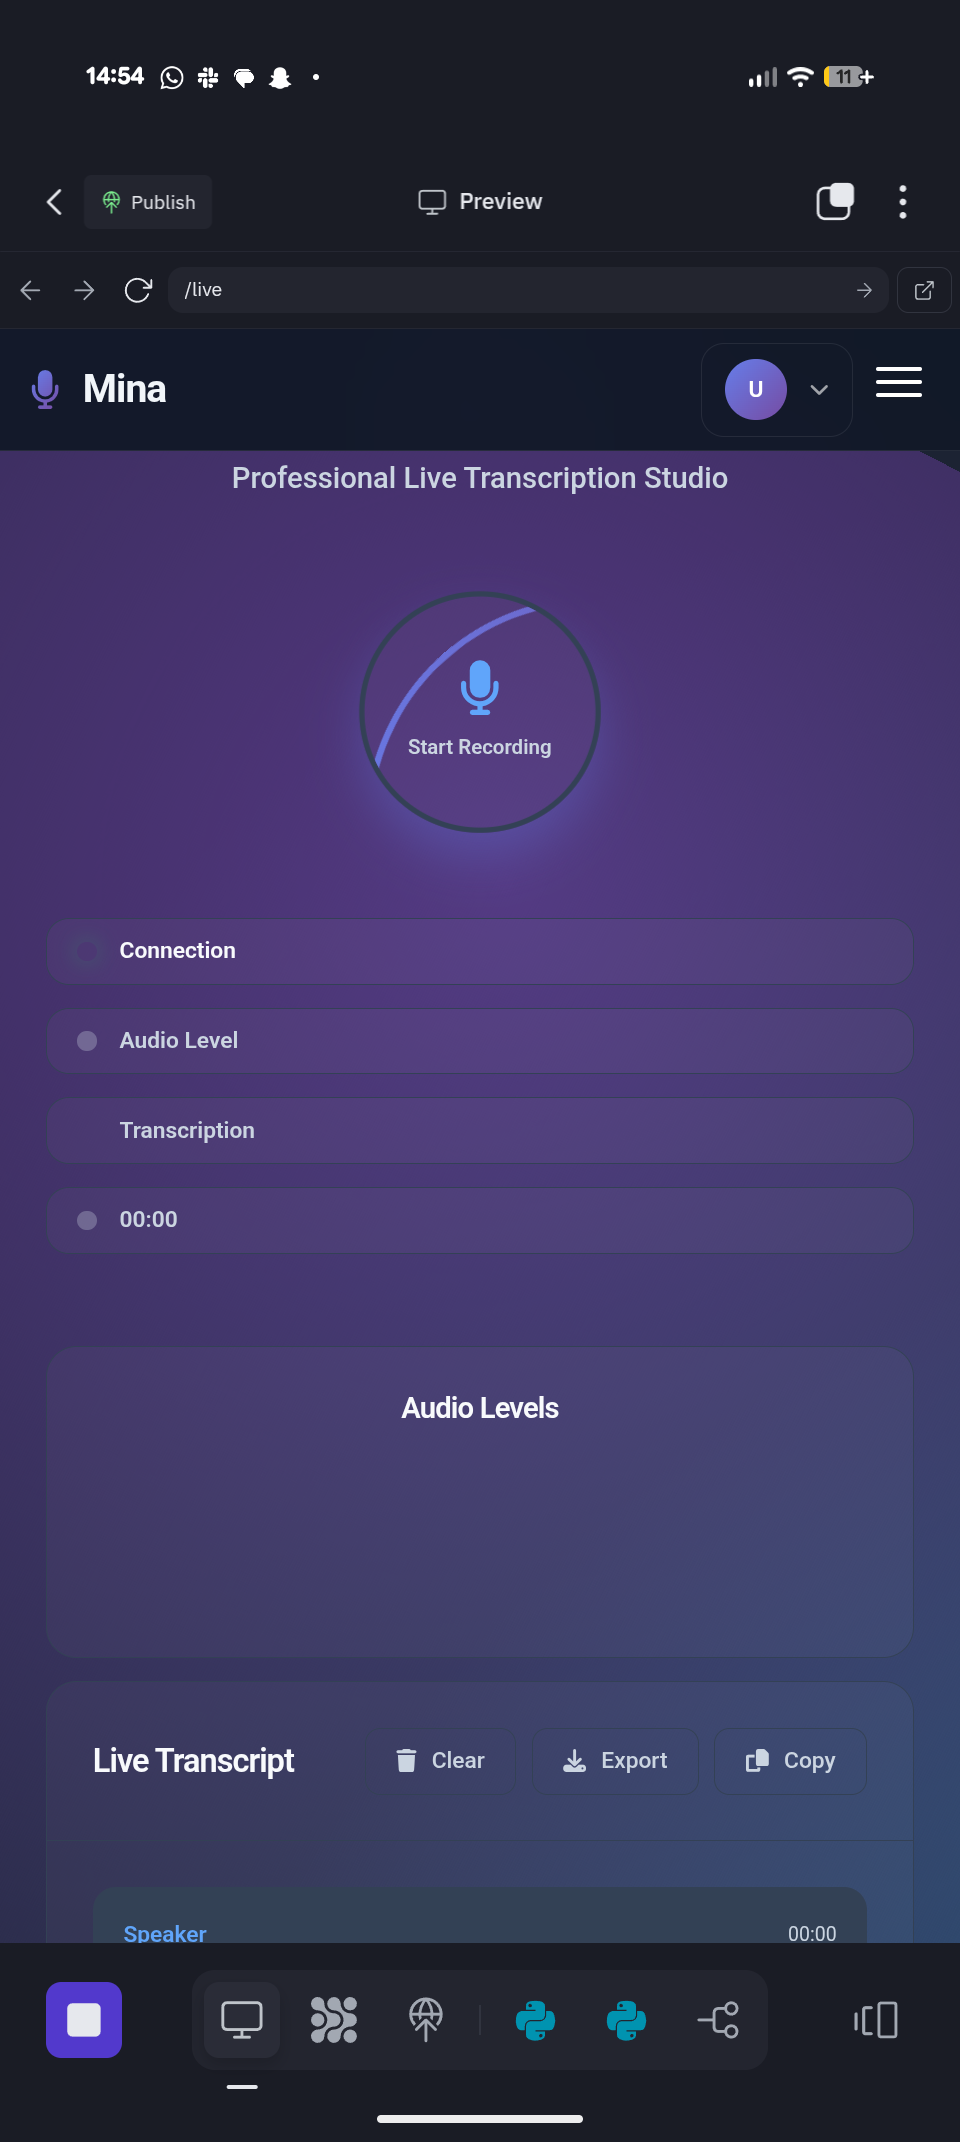 14:54
11
Publish
Preview
/live
Mina
U
Professional Live Transcription Studio
Start Recording
Connection
Audio Level
Transcription
00:00
Audio Levels
Live Transcript
Clear
Export
Copy
Speaker
00:00